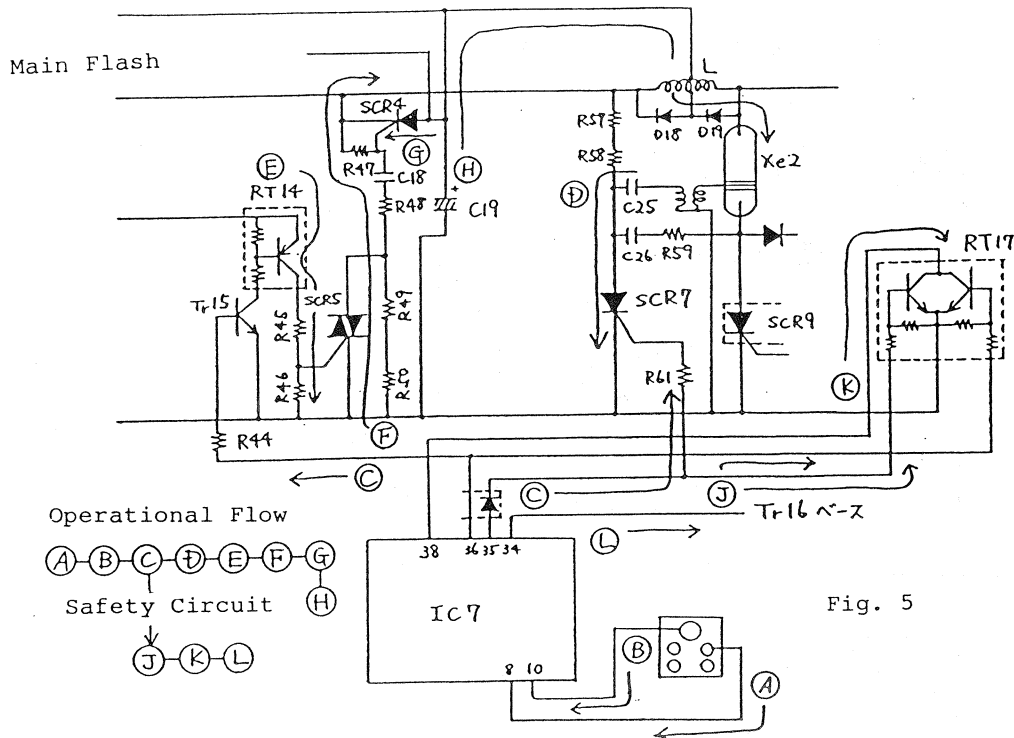 Main Flash
L
SCR4
R57
D18
D19
Xe2
G
R47
R58
E
RT14
C18
H
D
R48
C19
C25
K
RT17
C26
R59
Tr15
SCR5
R49
SCR7
SCR9
R45
R46
R50
R61
K
F
R44
C
C
J
Operational Flow
Tr16 ベース
L
A B C D E F G
38
36 35 34
Safety Circuit
H
IC7
Fig. 5
J K L
B
8 10
A